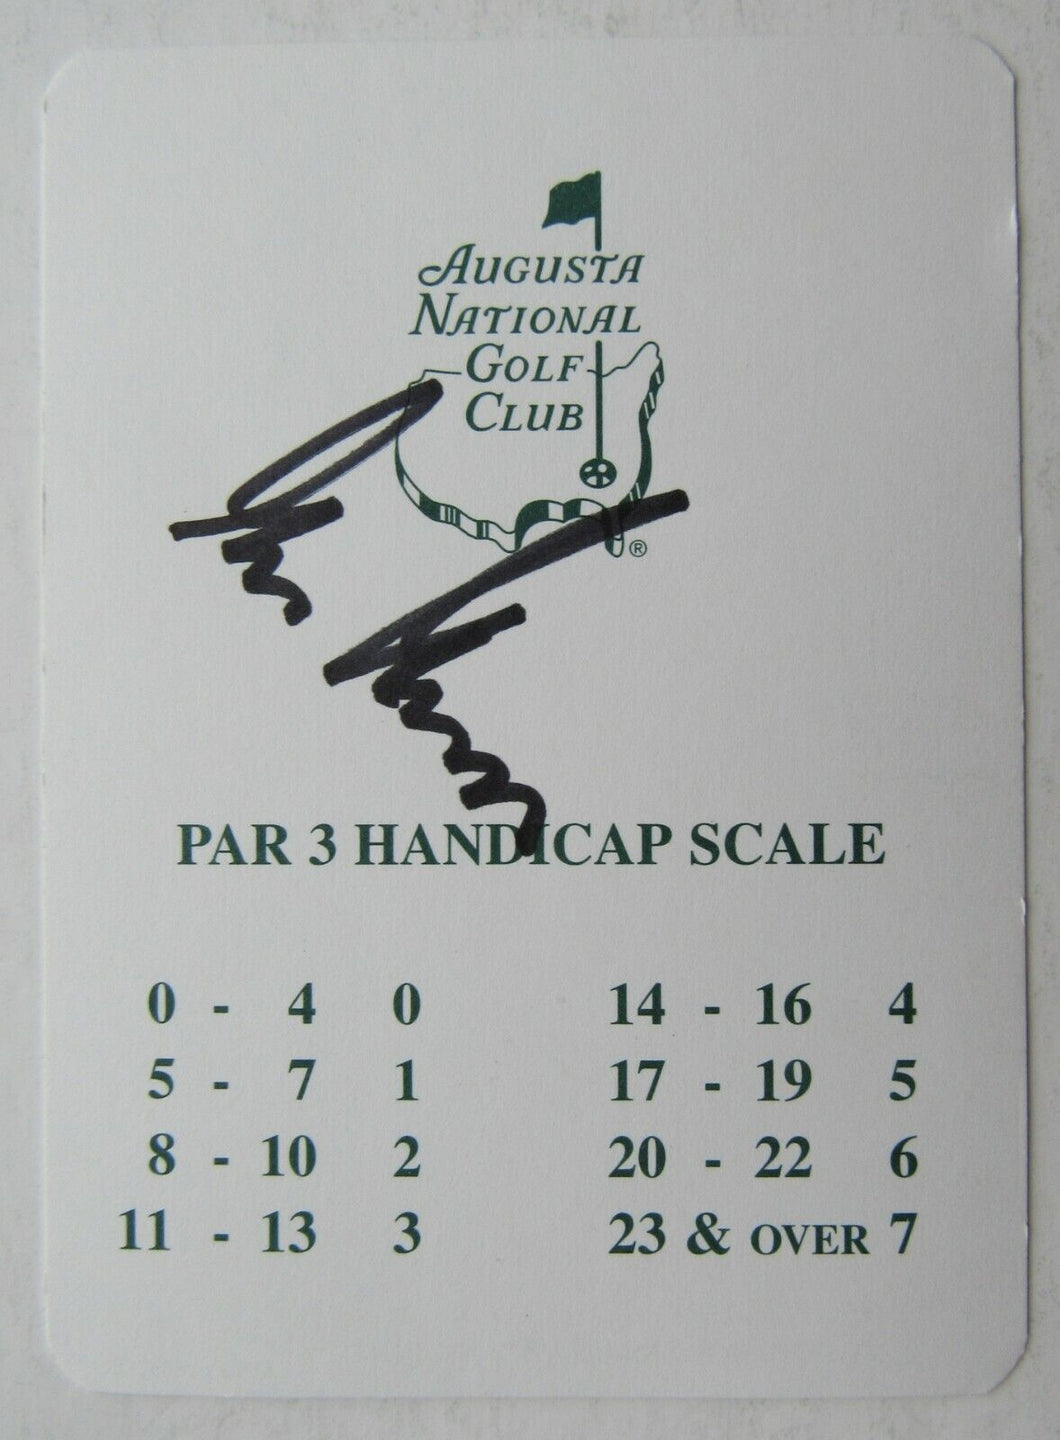 AUGUSTA
NATIONAL
GOLF
CLUB
®
PAR 3 HANDICAP SCALE
0 - 4 0 14 - 16 4
5 - 7 1 17 - 19 5
8 - 10 2 20 - 22 6
11 - 13 3 23 & OVER 7